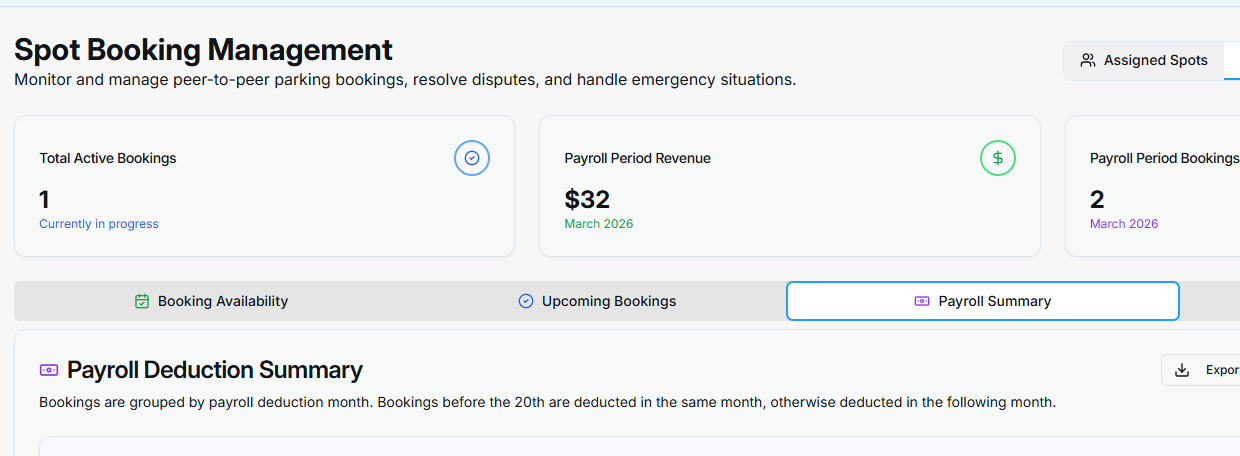 Spot Booking Management
Monitor and manage peer-to-peer parking bookings, resolve disputes, and handle emergency situations.
Assigned Spots
Total Active Bookings
1
Currently in progress
Payroll Period Revenue
$32
March 2026
Payroll Period Bookings
2
March 2026
Booking Availability
Upcoming Bookings
Payroll Summary
Payroll Deduction Summary
Expor
Bookings are grouped by payroll deduction month. Bookings before the 20th are deducted in the same month, otherwise deducted in the following month.